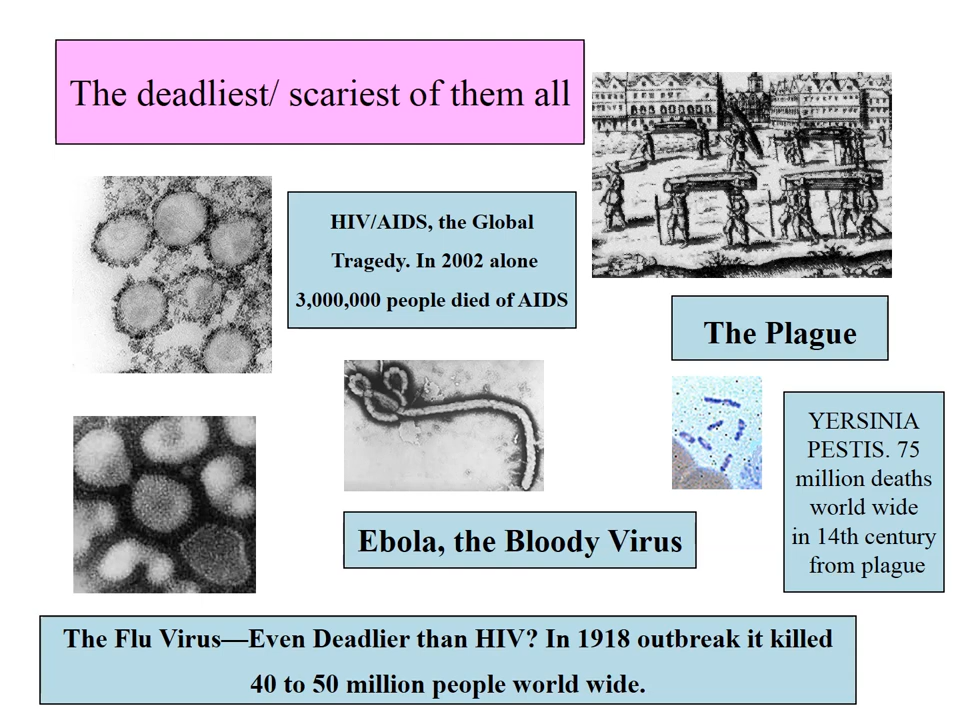 The deadliest/ scariest of them all
HIV/AIDS, the Global
Tragedy. In 2002 alone
3,000,000 people died of AIDS
The Plague
YERSINIA
PESTIS. 75
million deaths
world wide
in 14th century
from plague
Ebola, the Bloody Virus
The Flu Virus—Even Deadlier than HIV? In 1918 outbreak it killed
40 to 50 million people world wide.